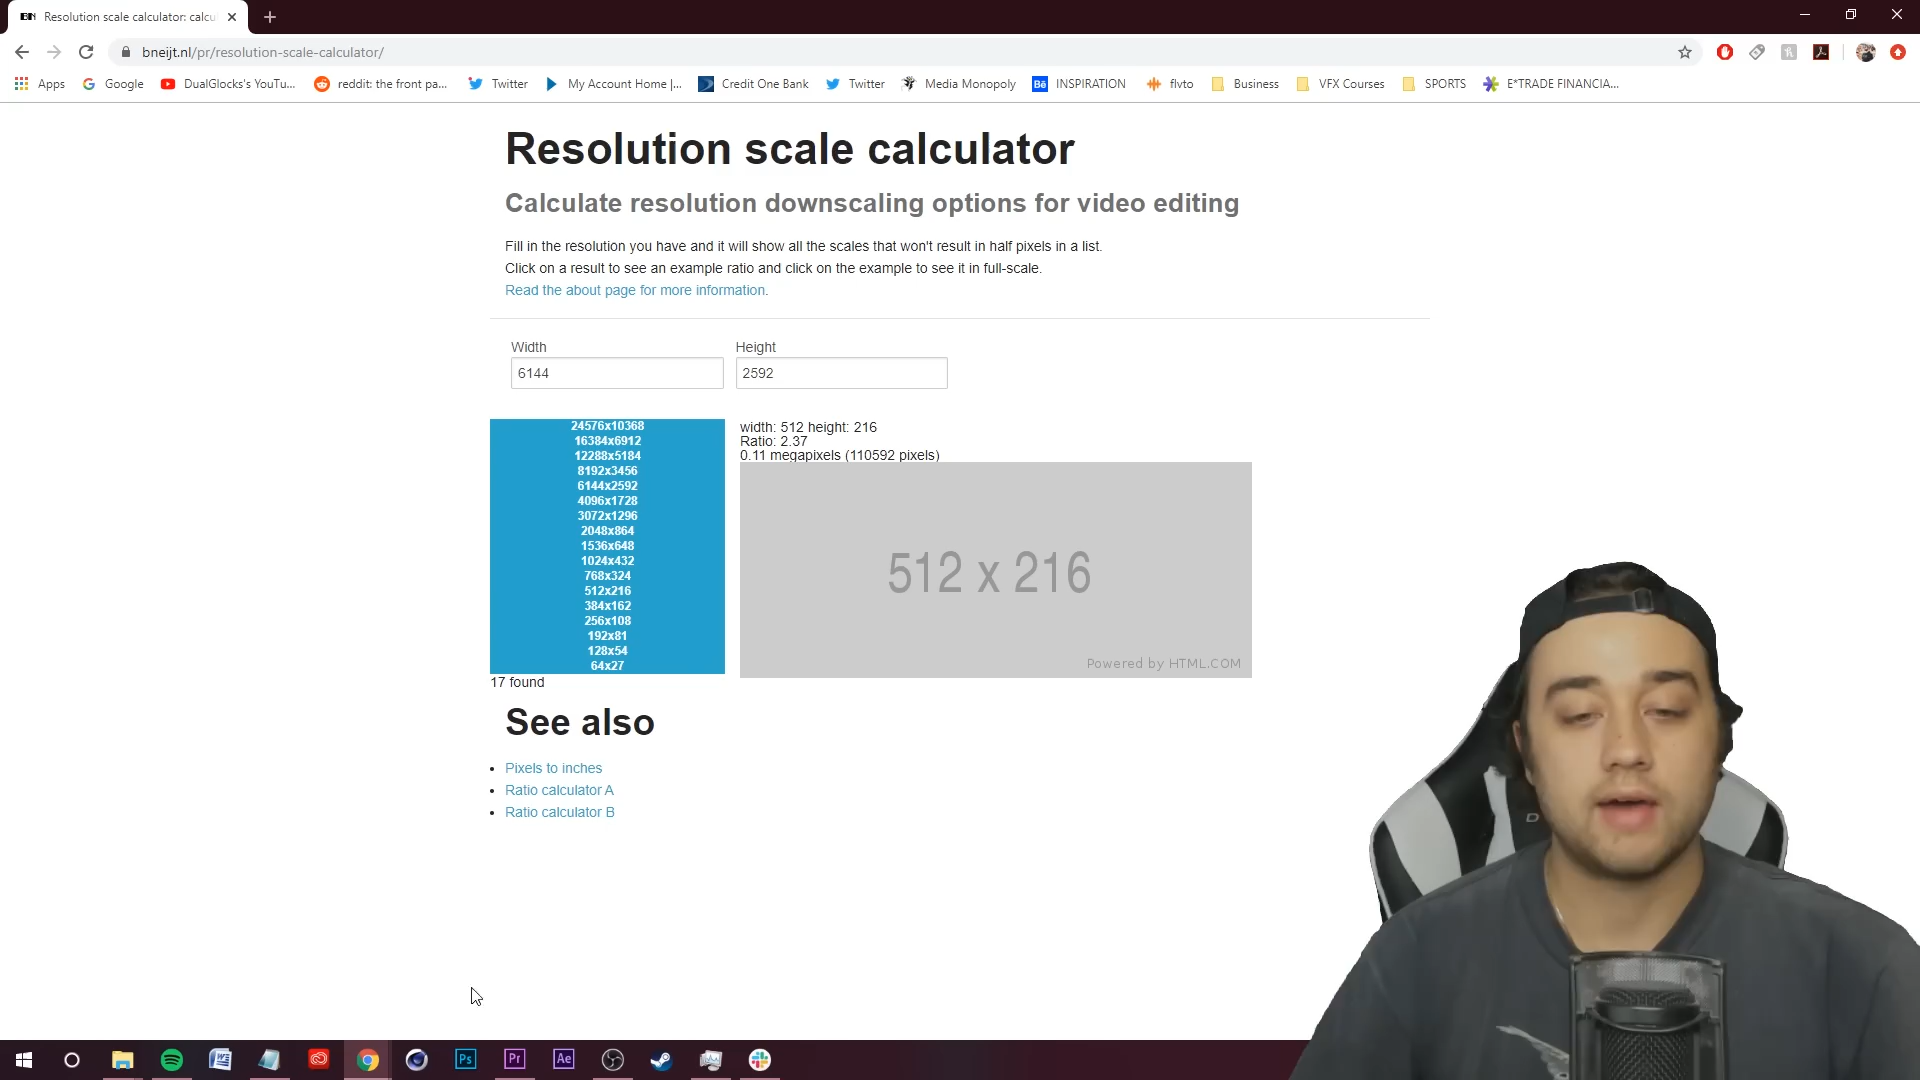 BN Resolution scale calculator: calcu
bneijt.nl/pr/resolution-scale-calculator/
Apps Google DualGlocks's YouTu... reddit: the front pa... Twitter My Account Home |... Credit One Bank Twitter Media Monopoly Bē INSPIRATION flvto Business VFX Courses SPORTS E*TRADE FINANCIA...
Resolution scale calculator
Calculate resolution downscaling options for video editing
Fill in the resolution you have and it will show all the scales that won't result in half pixels in a list.
Click on a result to see an example ratio and click on the example to see it in full-scale.
Read the about page for more information.
Width Height
6144 2592
24576x10368
16384x6912
12288x5184
8192x3456
6144x2592
4096x1728
3072x1296
2048x864
1536x648
1024x432
768x324
512x216
384x162
256x108
192x81
128x54
64x27
17 found
width: 512 height: 216
Ratio: 2.37
0.11 megapixels (110592 pixels)
512 x 216
Powered by HTML.COM
See also
Pixels to inches
Ratio calculator A
Ratio calculator B
Ps Pr Ae